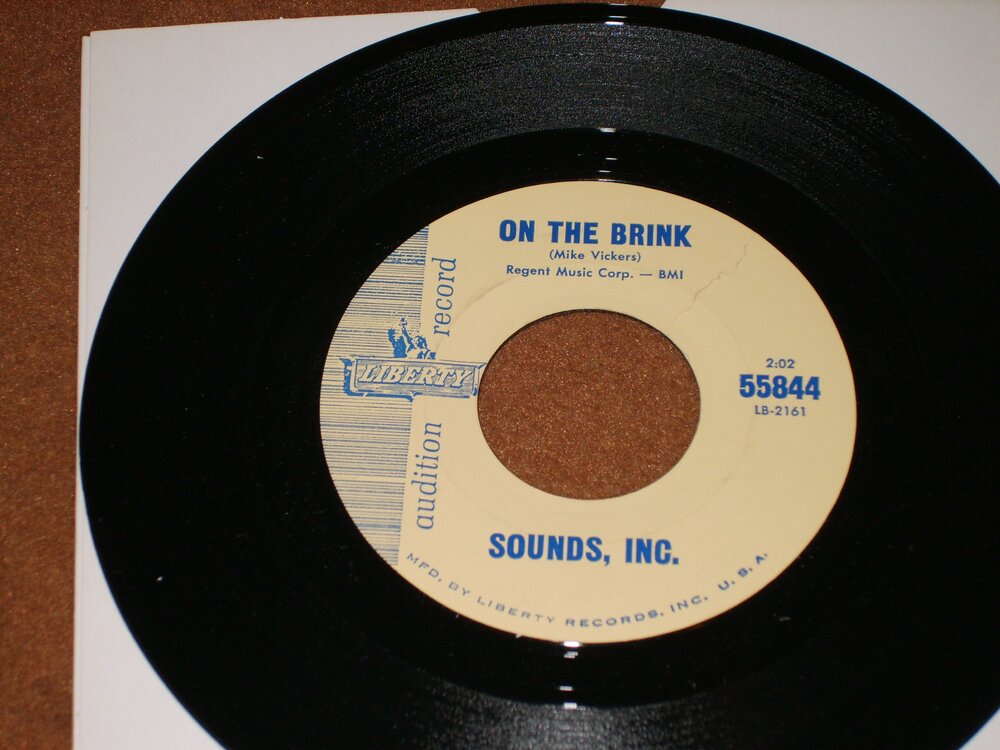 ON THE BRINK
(Mike Vickers)
Regent Music Corp. — BMI
audition record
LIBERTY
2:02
55844
LB-2161
SOUNDS, INC.
MFD. BY LIBERTY RECORDS, INC. U.S.A.